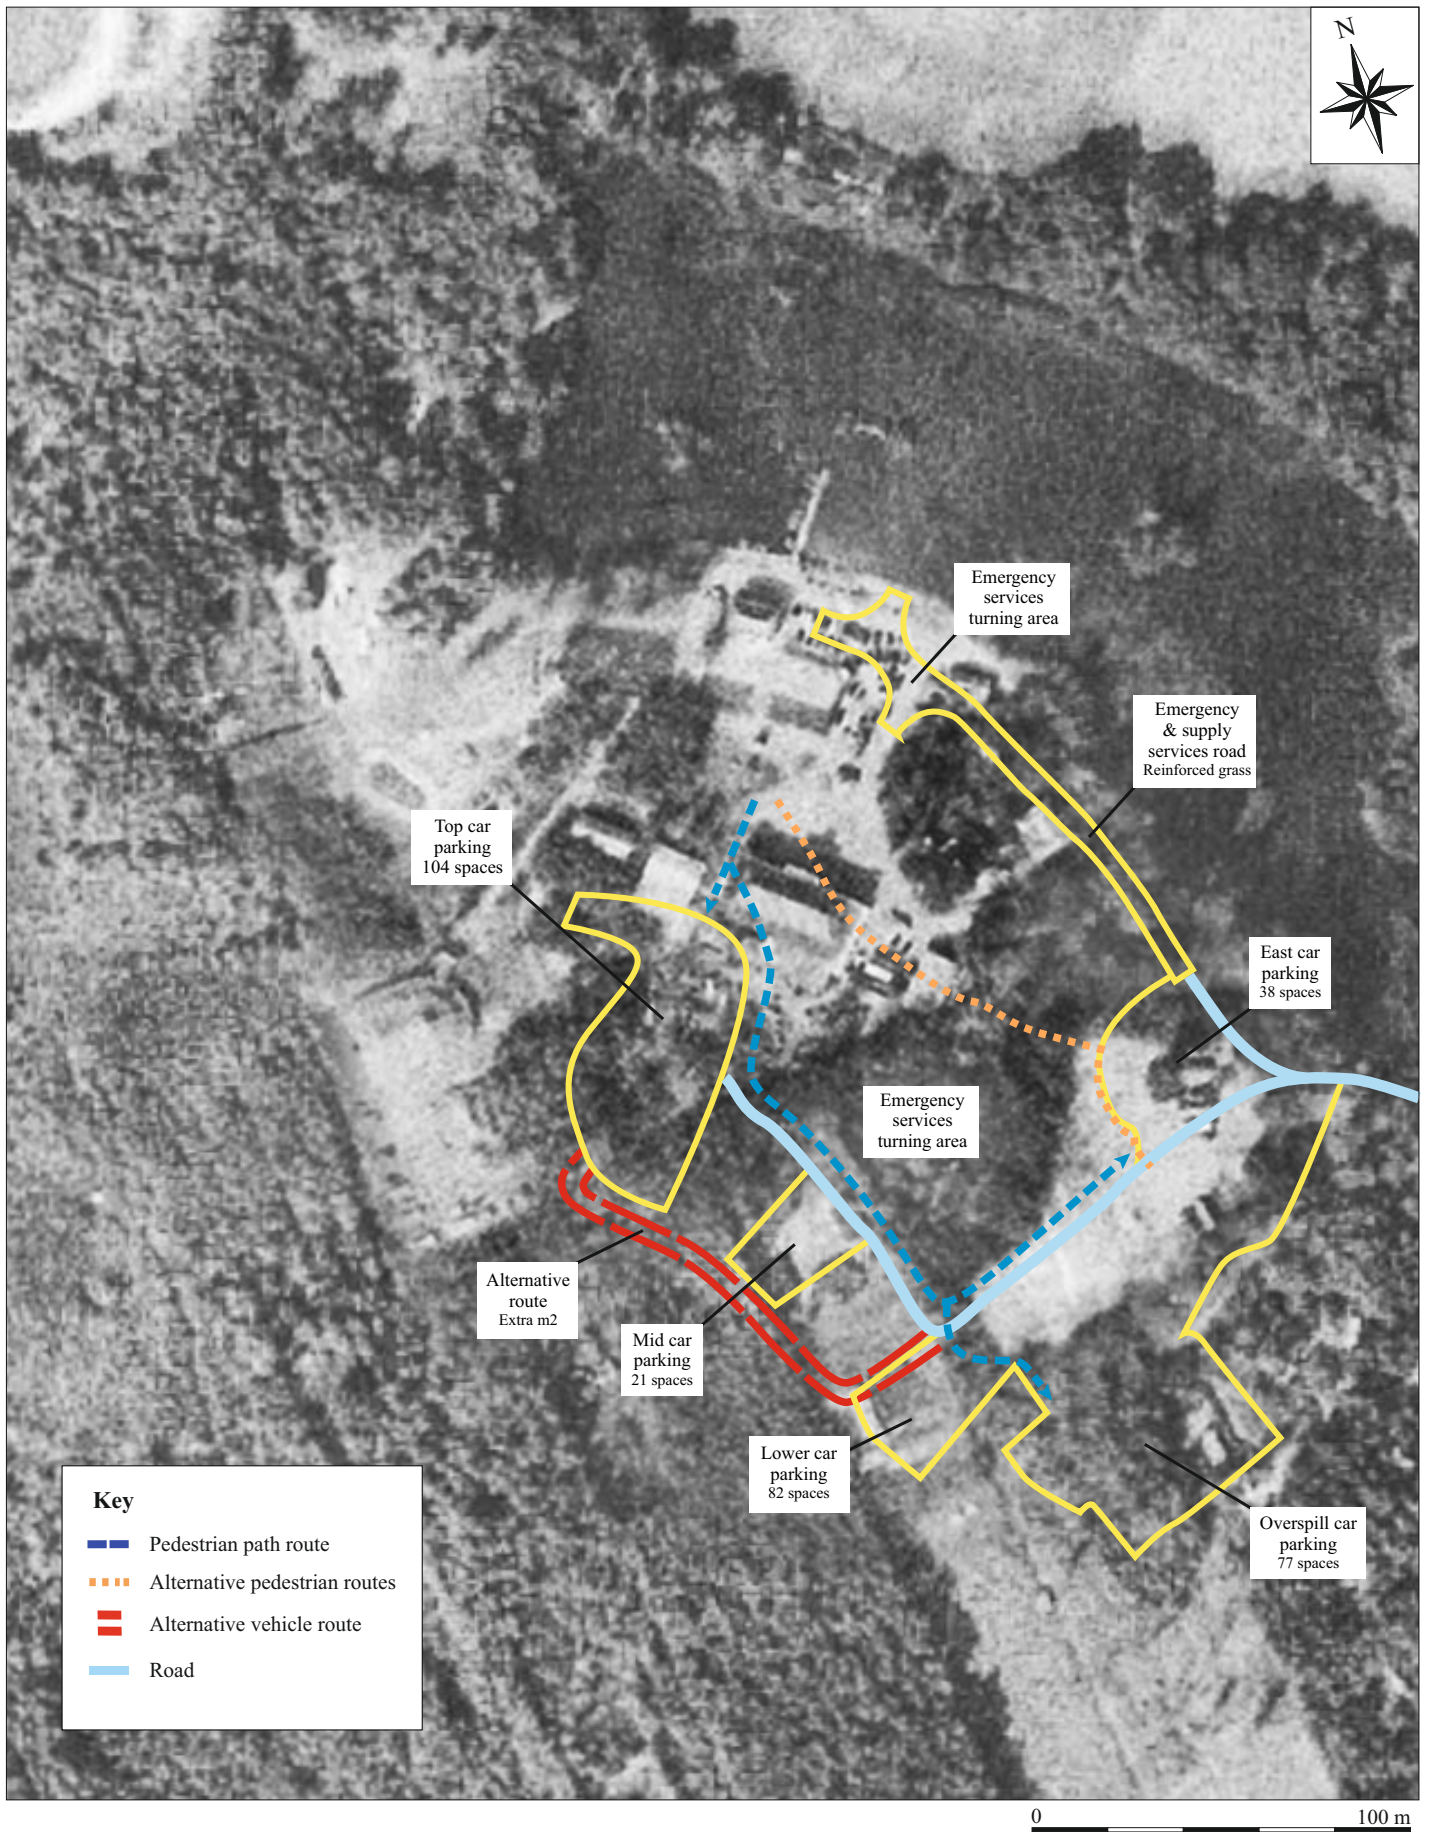 N
Emergency
services
turning area
Emergency
& supply
services road
Reinforced grass
Top car
parking
104 spaces
East car
parking
38 spaces
Emergency
services
turning area
Alternative
route
Extra m2
Mid car
parking
21 spaces
Lower car
parking
82 spaces
Overspill car
parking
77 spaces
Key
Pedestrian path route
Alternative pedestrian routes
Alternative vehicle route
Road
0 100 m